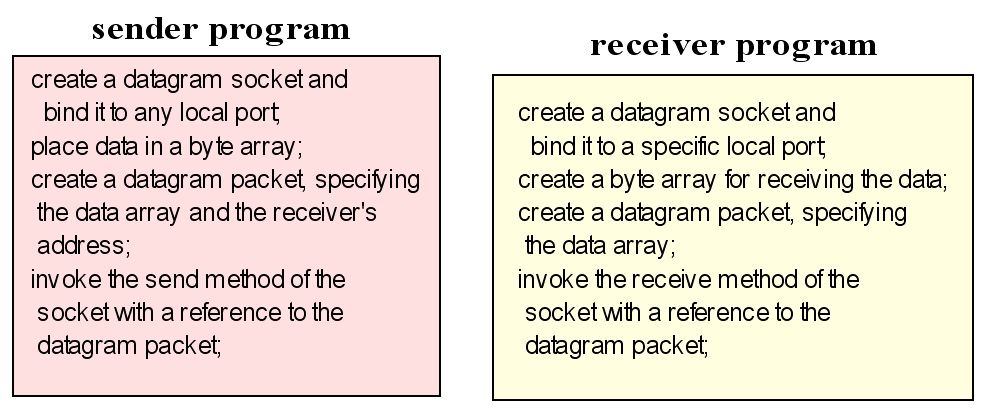 sender program
create a datagram socket and
bind it to any local port;
place data in a byte array;
create a datagram packet, specifying
the data array and the receiver's
address;
invoke the send method of the
socket with a reference to the
datagram packet;
receiver program
create a datagram socket and
bind it to a specific local port;
create a byte array for receiving the data;
create a datagram packet, specifying
the data array;
invoke the receive method of the
socket with a reference to the
datagram packet;